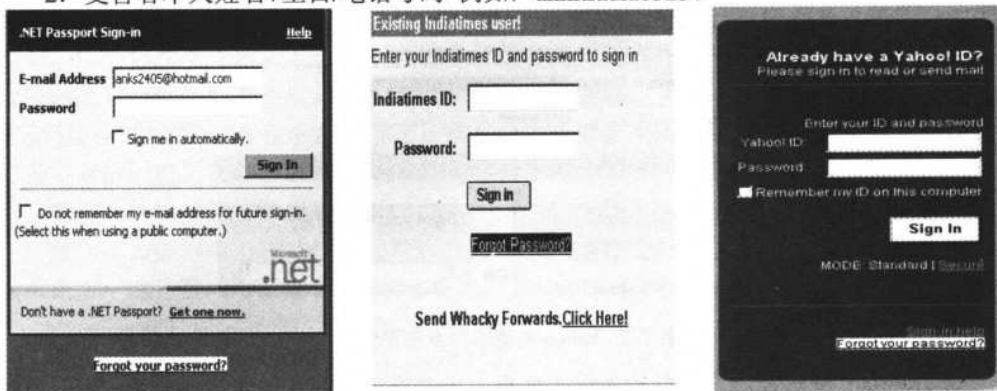 .NET Passport Sign-in Help
E-mail Address janks2405@hotmail.com
Password
Sign me in automatically.
Sign In
Do not remember my e-mail address for future sign-in.
(Select this when using a public computer.)
Microsoft
.net
Don't have a .NET Passport? Get one now.
Forgot your password?
Existing Indiatimes user!
Enter your Indiatimes ID and password to sign in
Indiatimes ID:
Password:
Sign in
Forgot Password?
Send Whacky Forwards.Click Here!
Already have a Yahoo! ID?
Please sign in to read or send mail
Enter your ID and password
Yahoo! ID:
Password:
Remember my ID on this computer
Sign In
MODE: Standard | Secure
Sign-in help
Forgot your password?